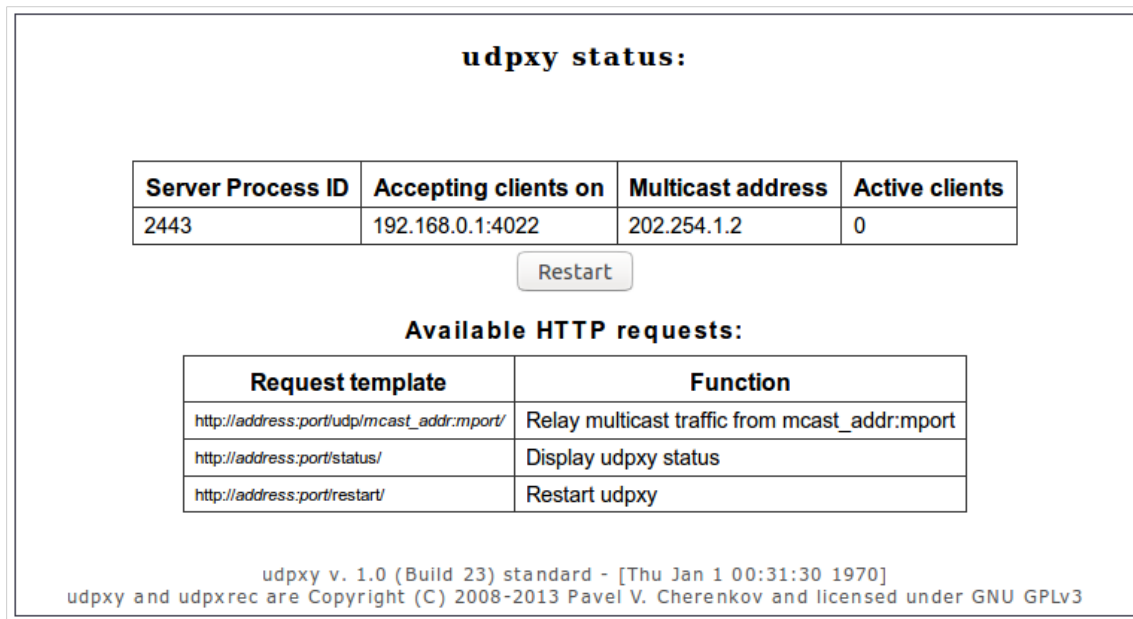 udpxy status:
Server Process ID Accepting clients on Multicast address Active clients
2443 192.168.0.1:4022 202.254.1.2 0
Restart
Available HTTP requests:
Request template Function
http://address:port/udp/mcast_addr:mport/ Relay multicast traffic from mcast_addr:mport
http://address:port/status/ Display udpxy status
http://address:port/restart/ Restart udpxy
udpxy v. 1.0 (Build 23) standard - [Thu Jan 1 00:31:30 1970]
udpxy and udpxrec are Copyright (C) 2008-2013 Pavel V. Cherenkov and licensed under GNU GPLv3